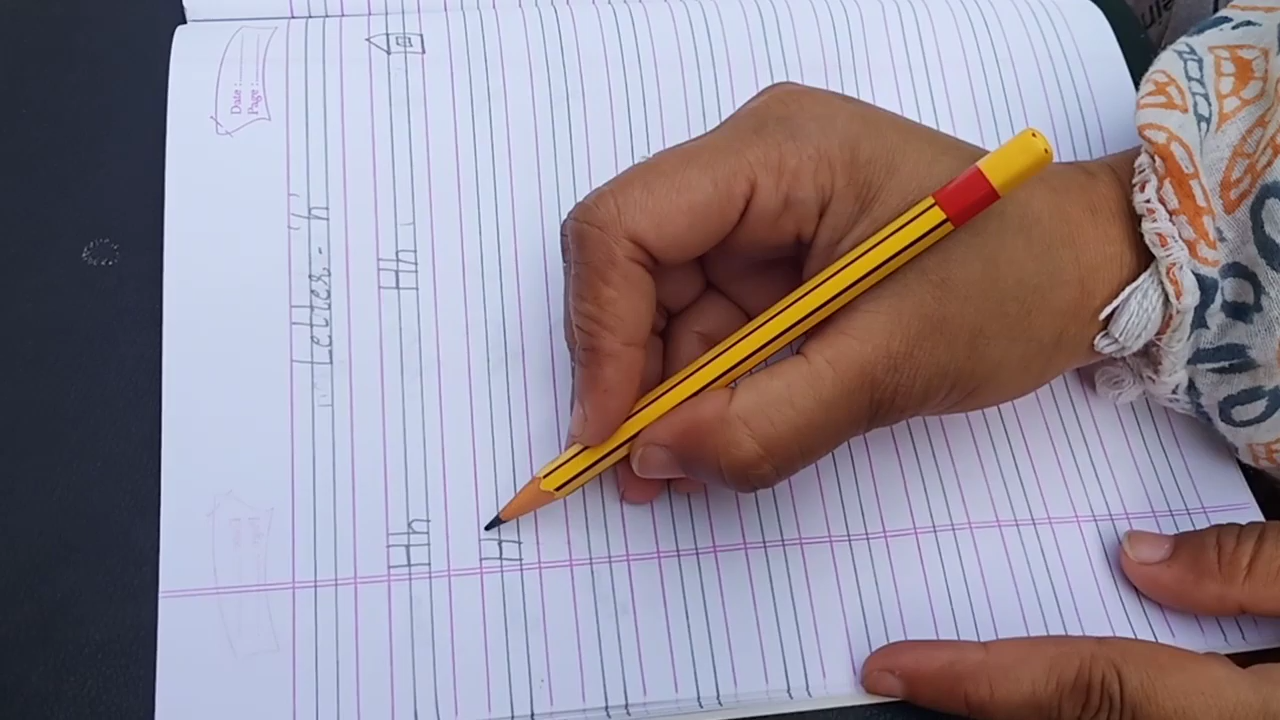 Date :
Page :
Letter - 'h'
Hh Hh
H